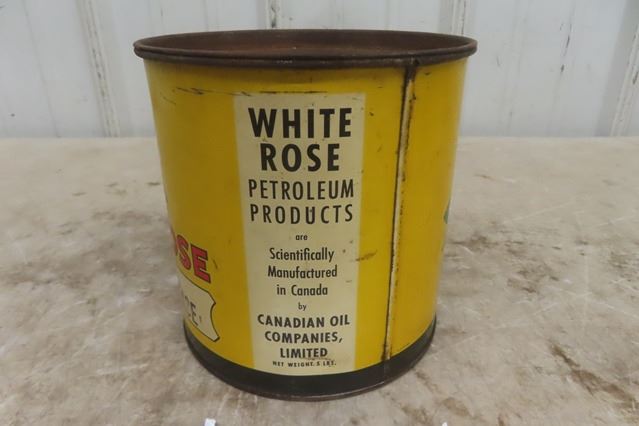 WHITE
ROSE
PETROLEUM
PRODUCTS
are
Scientifically
Manufactured
in Canada
by
CANADIAN OIL
COMPANIES,
LIMITED
NET WEIGHT. 5 LBS.
OSE